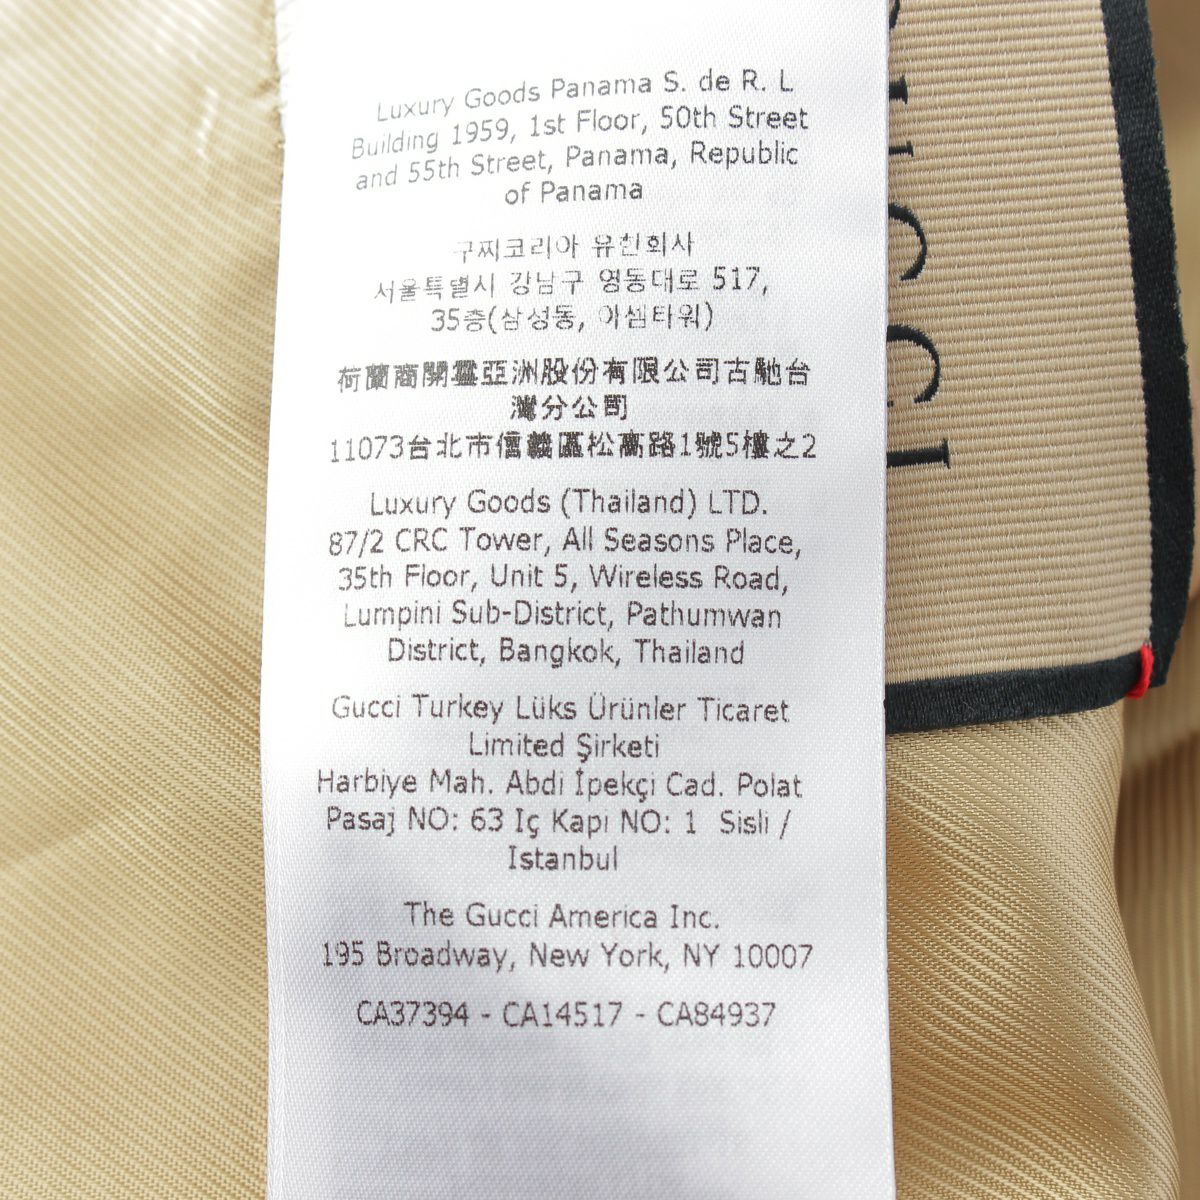 Luxury Goods Panama S. de R. L
Building 1959, 1st Floor, 50th Street
and 55th Street, Panama, Republic
of Panama
구찌코리아 유한회사
서울특별시 강남구 영동대로 517,
35층(삼성동, 아셈타워)
荷蘭商開雲亞洲股份有限公司古馳台
灣分公司
11073台北市信義區松高路1號5樓之2
Luxury Goods (Thailand) LTD.
87/2 CRC Tower, All Seasons Place,
35th Floor, Unit 5, Wireless Road,
Lumpini Sub-District, Pathumwan
District, Bangkok, Thailand
Gucci Turkey Lüks Ürünler Ticaret
Limited Şirketi
Harbiye Mah. Abdi İpekçi Cad. Polat
Pasaj NO: 63 Iç Kapı NO: 1 Sisli /
Istanbul
The Gucci America Inc.
195 Broadway, New York, NY 10007
CA37394 - CA14517 - CA84937
GUCCI